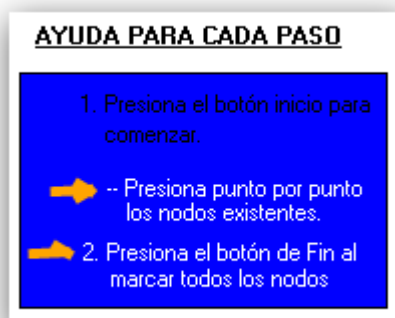 AYUDA PARA CADA PASO
1. Presiona el botón inicio para
comenzar.
-- Presiona punto por punto
los nodos existentes.
2. Presiona el botón de Fin al
marcar todos los nodos